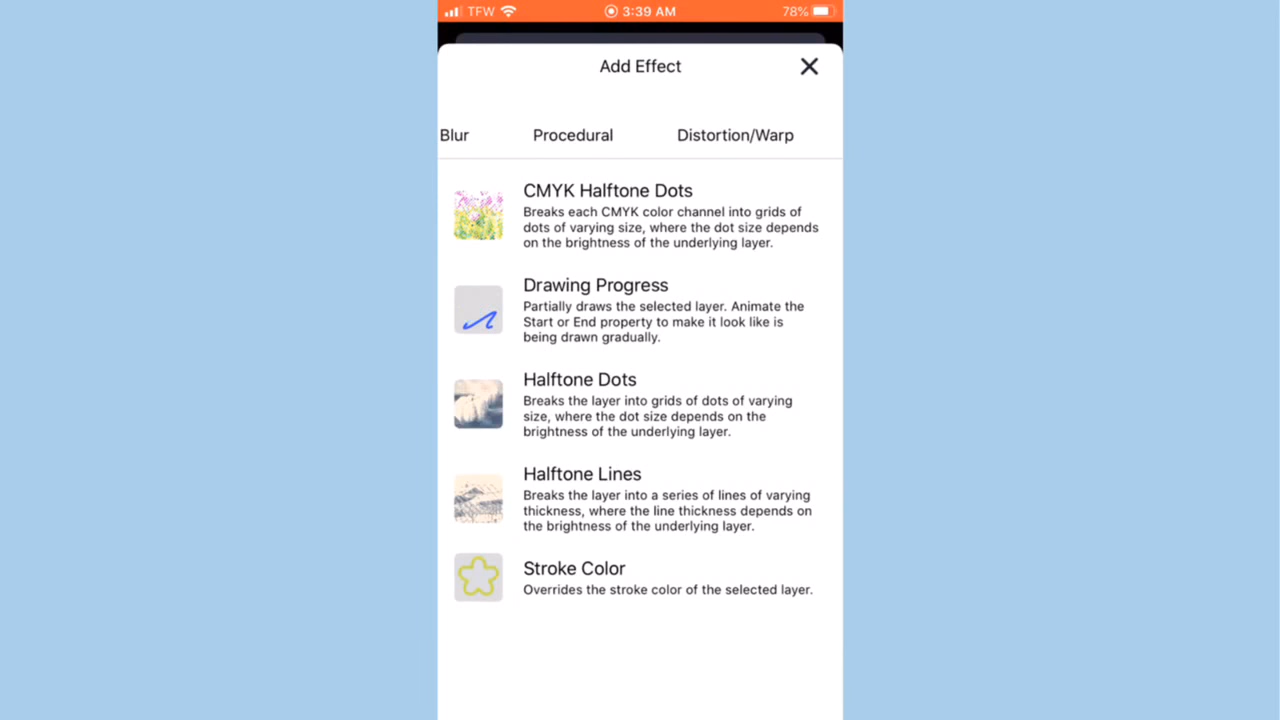 TFW 3:39 AM 78%
Add Effect
Blur Procedural Distortion/Warp
CMYK Halftone Dots
Breaks each CMYK color channel into grids of
dots of varying size, where the dot size depends
on the brightness of the underlying layer.
Drawing Progress
Partially draws the selected layer. Animate the
Start or End property to make it look like is
being drawn gradually.
Halftone Dots
Breaks the layer into grids of dots of varying
size, where the dot size depends on the
brightness of the underlying layer.
Halftone Lines
Breaks the layer into a series of lines of varying
thickness, where the line thickness depends on
the brightness of the underlying layer.
Stroke Color
Overrides the stroke color of the selected layer.